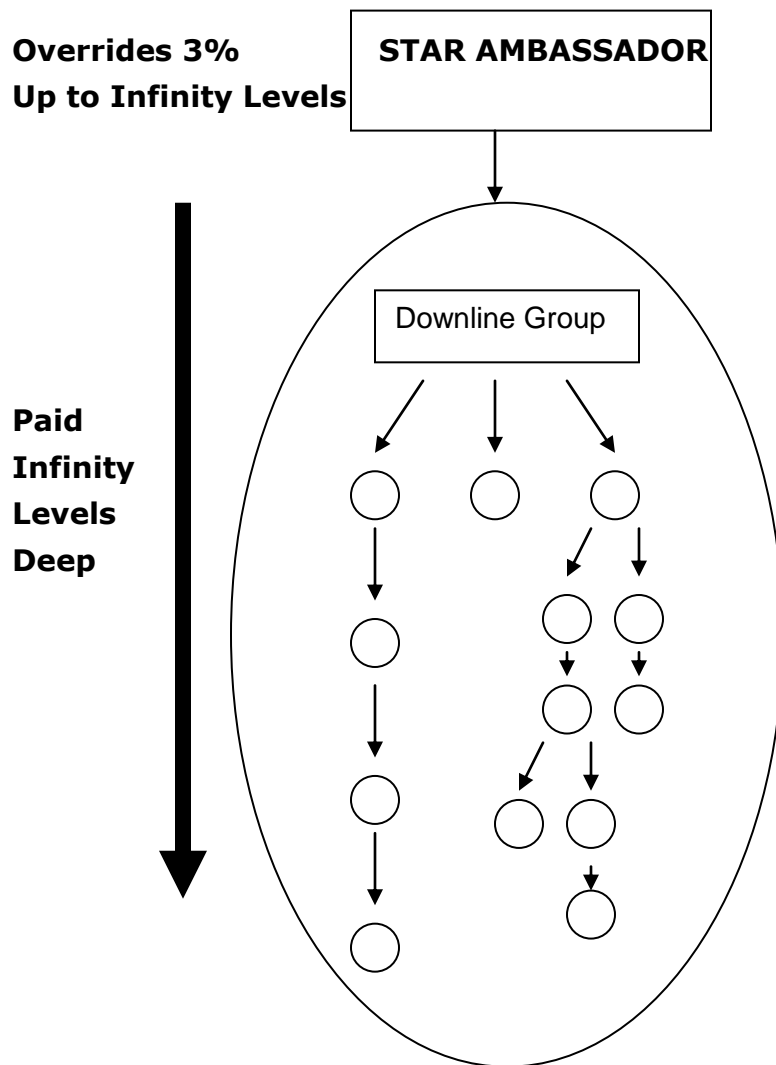 Overrides 3%
Up to Infinity Levels
STAR AMBASSADOR
Downline Group
Paid
Infinity
Levels
Deep